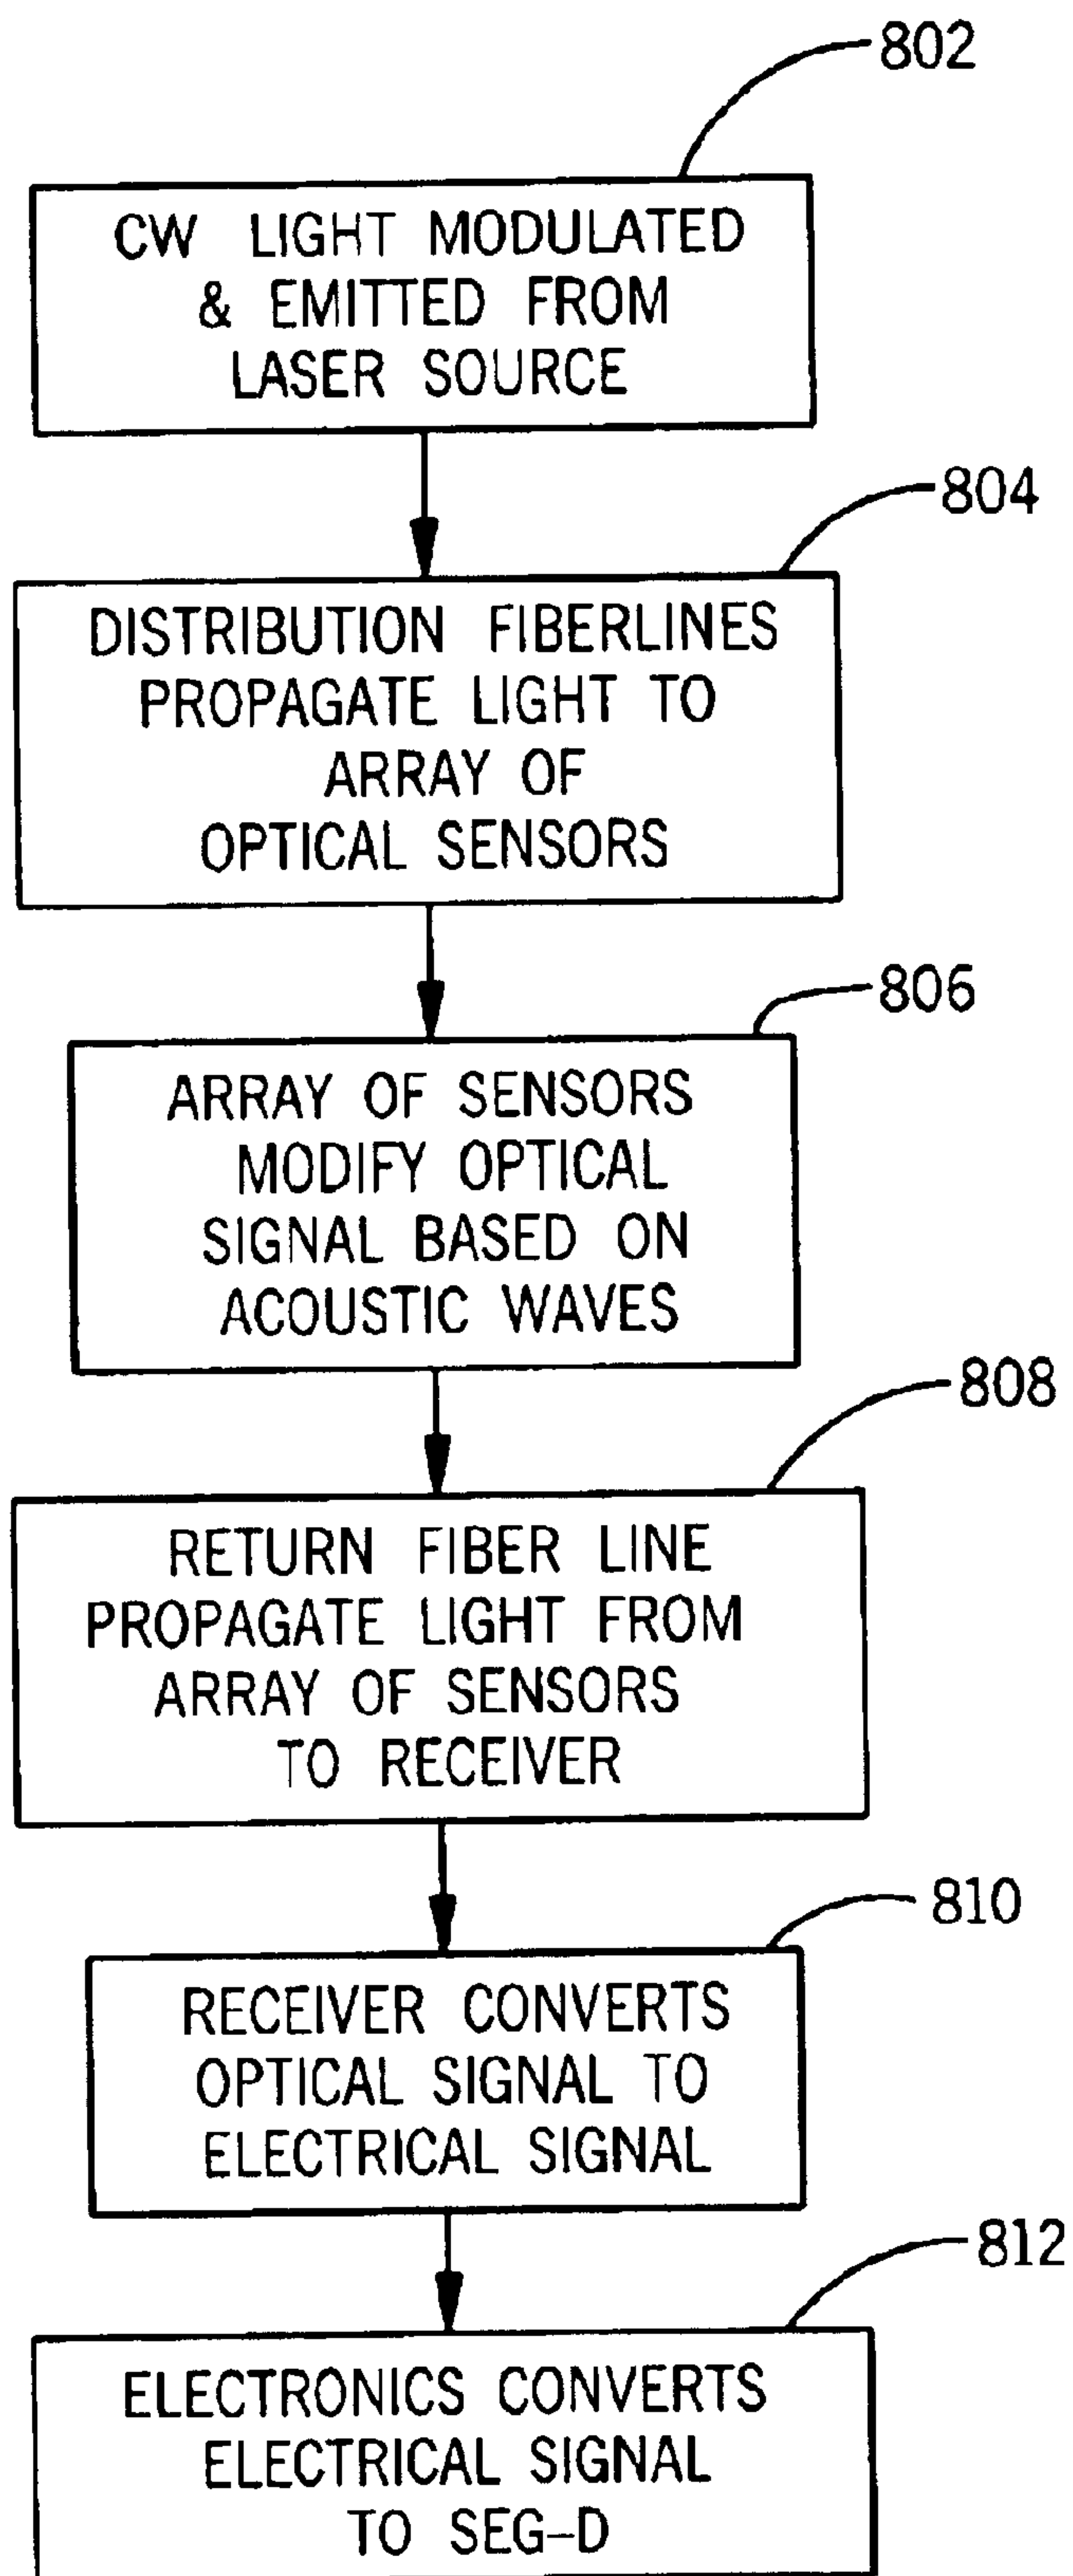 802
CW LIGHT MODULATED
& EMITTED FROM
LASER SOURCE
804
DISTRIBUTION FIBERLINES
PROPAGATE LIGHT TO
ARRAY OF
OPTICAL SENSORS
806
ARRAY OF SENSORS
MODIFY OPTICAL
SIGNAL BASED ON
ACOUSTIC WAVES
808
RETURN FIBER LINE
PROPAGATE LIGHT FROM
ARRAY OF SENSORS
TO RECEIVER
810
RECEIVER CONVERTS
OPTICAL SIGNAL TO
ELECTRICAL SIGNAL
812
ELECTRONICS CONVERTS
ELECTRICAL SIGNAL
TO SEG-D